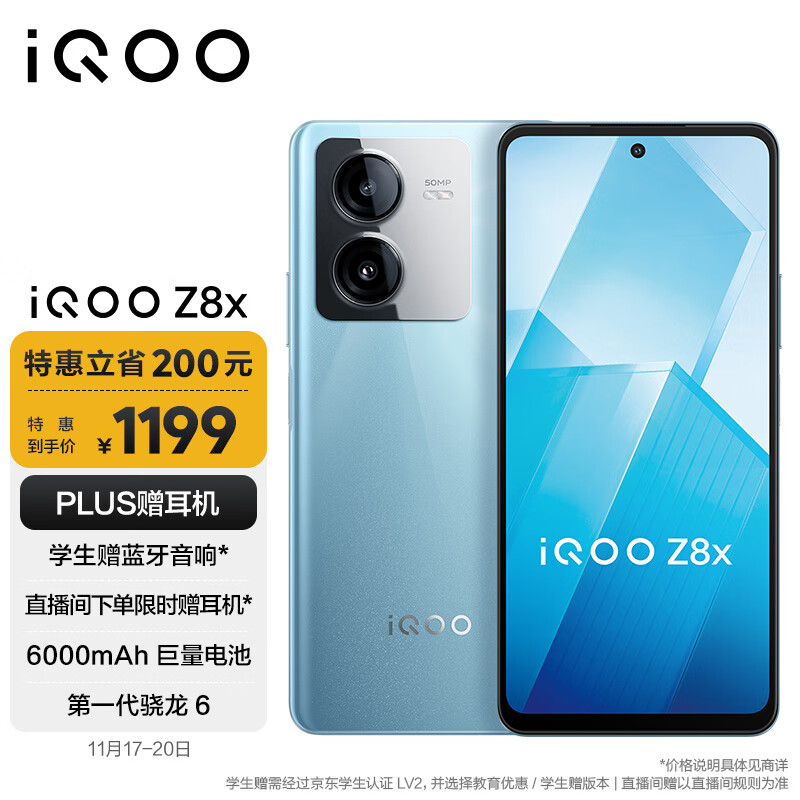 iQOO
50MP
iQOO Z8x
特惠立省200元
特惠
到手价 ¥1199
PLUS赠耳机
学生赠蓝牙音响*
直播间下单限时赠耳机*
6000mAh 巨量电池
第一代骁龙 6
11月17-20日
iQOO
iQOO Z8x
*价格说明具体见商详
学生赠需经过京东学生认证 LV2，并选择教育优惠 / 学生赠版本 | 直播间赠以直播间规则为准